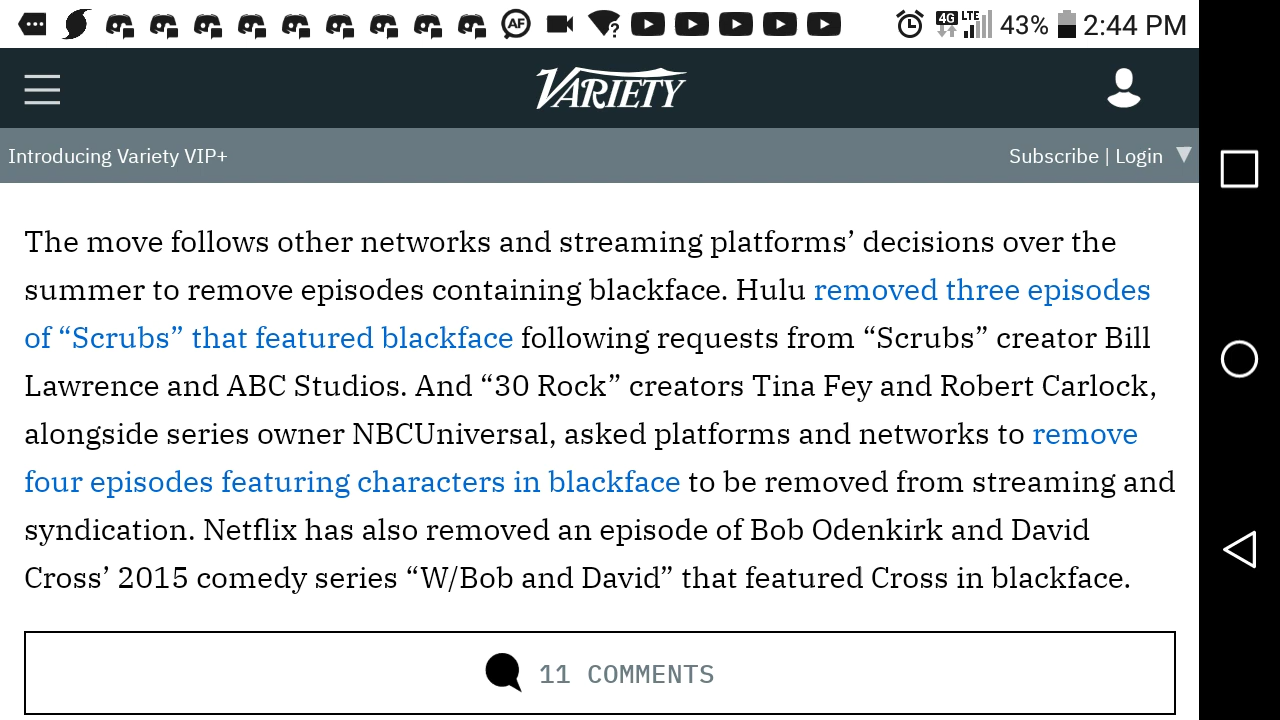 AF ? 4G LTE 43% 2:44 PM
VARIETY
Introducing Variety VIP+ Subscribe | Login ▼
The move follows other networks and streaming platforms’ decisions over the
summer to remove episodes containing blackface. Hulu removed three episodes
of “Scrubs” that featured blackface following requests from “Scrubs” creator Bill
Lawrence and ABC Studios. And “30 Rock” creators Tina Fey and Robert Carlock,
alongside series owner NBCUniversal, asked platforms and networks to remove
four episodes featuring characters in blackface to be removed from streaming and
syndication. Netflix has also removed an episode of Bob Odenkirk and David
Cross’ 2015 comedy series “W/Bob and David” that featured Cross in blackface.
11 COMMENTS